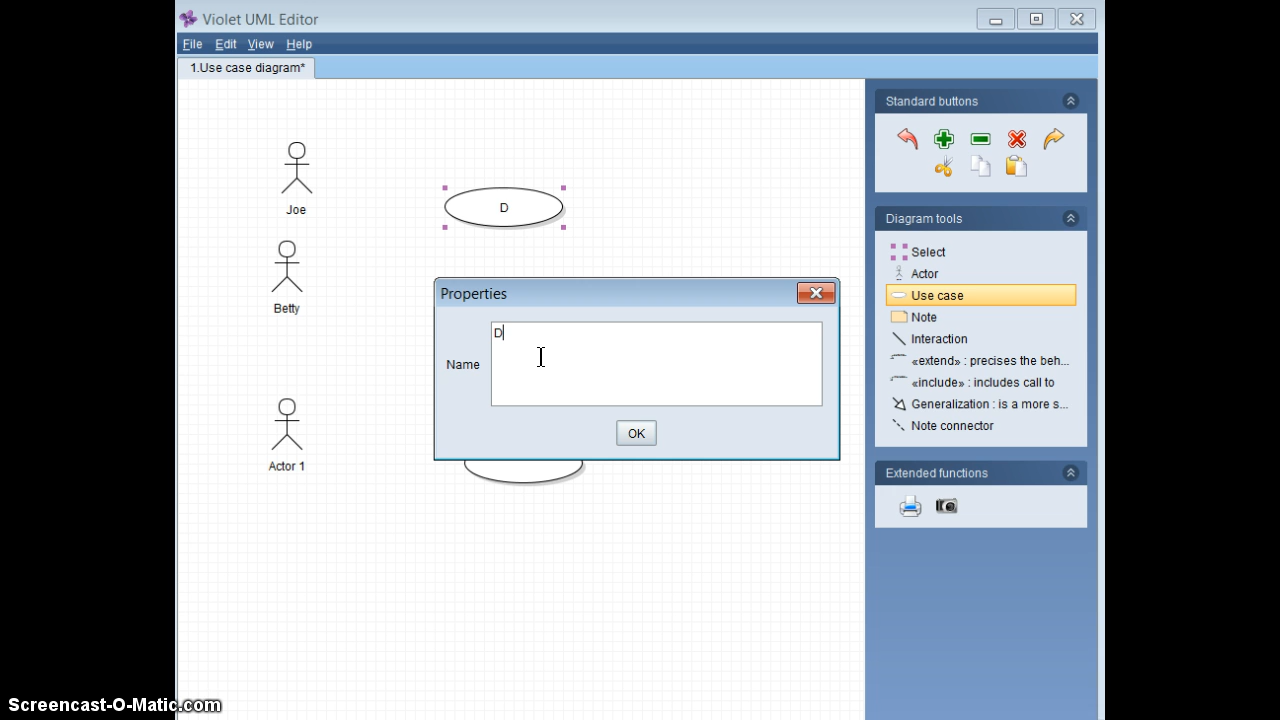 Violet UML Editor
File Edit View Help
1.Use case diagram*
Joe
Betty
Actor 1
D
Properties
Name
D
OK
Standard buttons
Diagram tools
Select
Actor
Use case
Note
Interaction
«extend» : precises the beh...
«include» : includes call to
Generalization : is a more s...
Note connector
Extended functions
Screencast-O-Matic.com